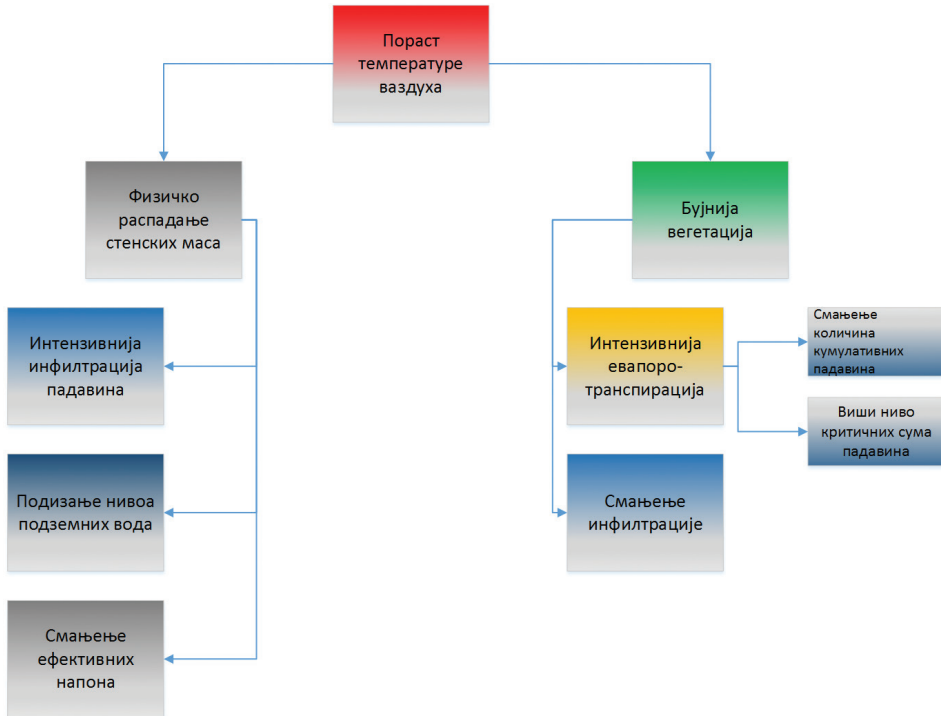 Пораст
температуре
ваздуха
Физичко
распадање
стенских маса
Бујнија
вегетација
Интензивнија
инфилтрација
падавина
Интензивнија
евапоро-
транспирација
Смањење
количина
кумулативних
падавина
Виши ниво
критичних сума
падавина
Подизање нивоа
подземних вода
Смањење
инфилтрације
Смањење
ефективних
напона